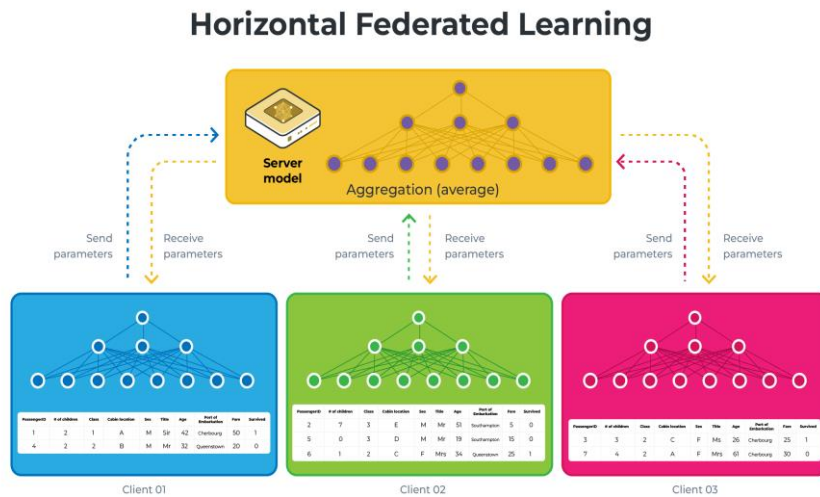 Horizontal Federated Learning
Server
model
Aggregation (average)
Send
parameters
Receive
parameters
Send
parameters
Receive
parameters
Send
parameters
Receive
parameters
PassengerID # of children Class Cabin location Sex Title Age Port of Embarkation Fare Survived
1 2 1 A M Sir 42 Cherbourg 50 1
4 2 2 B M Mr 32 Queenstown 20 0
PassengerID # of children Class Cabin location Sex Title Age Port of Embarkation Fare Survived
2 7 3 E M Mr 51 Southampton 5 0
5 0 3 D M Mr 19 Southampton 15 0
6 1 2 C F Mrs 34 Queenstown 25 1
PassengerID # of children Class Cabin location Sex Title Age Port of Embarkation Fare Survived
3 3 2 C F Ms 26 Cherbourg 25 1
7 4 2 A F Mrs 61 Cherbourg 30 0
Client 01
Client 02
Client 03